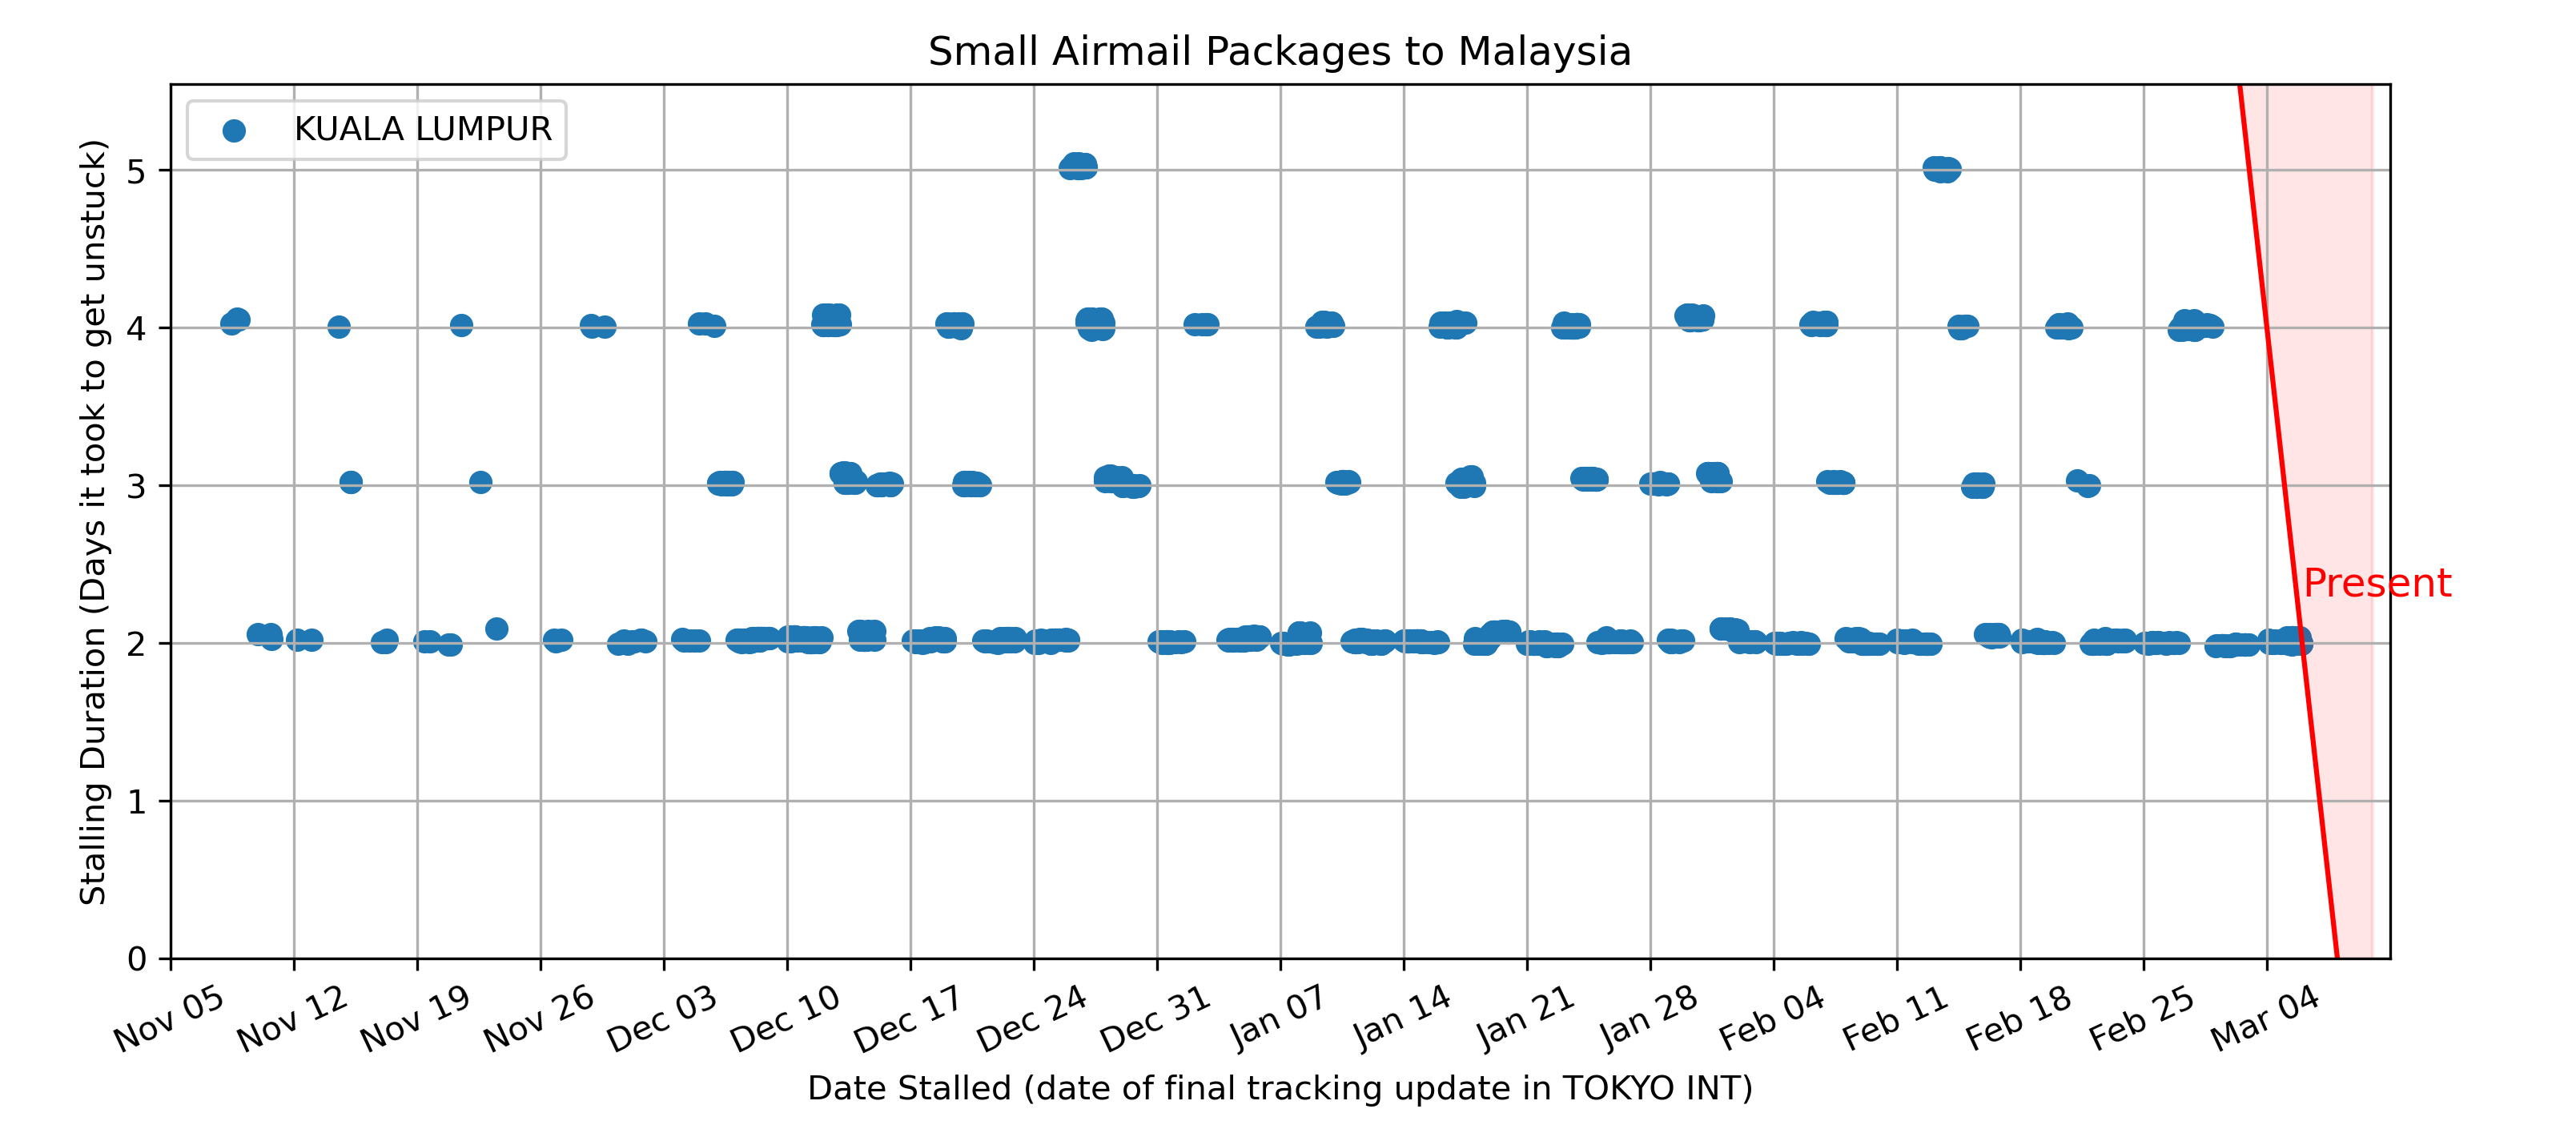 Small Airmail Packages to Malaysia
KUALA LUMPUR
Stalling Duration (Days it took to get unstuck)
5
4
3
2
1
0
Present
Nov 05
Nov 12
Nov 19
Nov 26
Dec 03
Dec 10
Dec 17
Dec 24
Dec 31
Jan 07
Jan 14
Jan 21
Jan 28
Feb 04
Feb 11
Feb 18
Feb 25
Mar 04
Date Stalled (date of final tracking update in TOKYO INT)